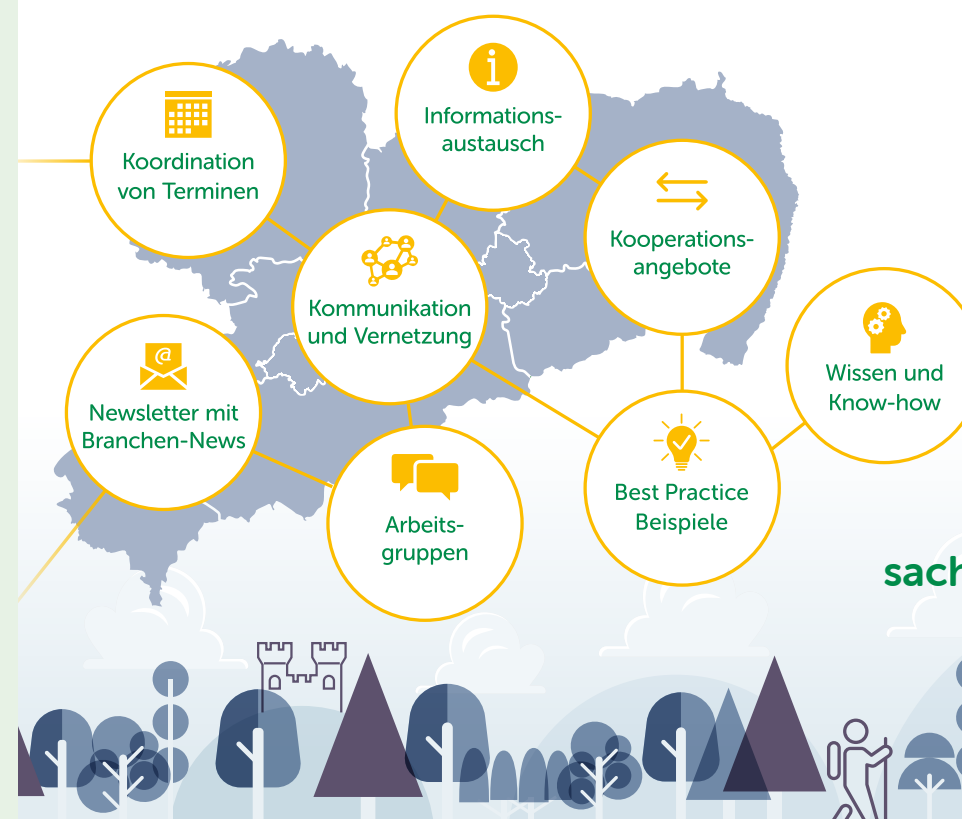 Informations-
austausch
Koordination
von Terminen
Kooperations-
angebote
Kommunikation
und Vernetzung
Wissen und
Know-how
@
Newsletter mit
Branchen-News
Best Practice
Beispiele
Arbeits-
gruppen
sach